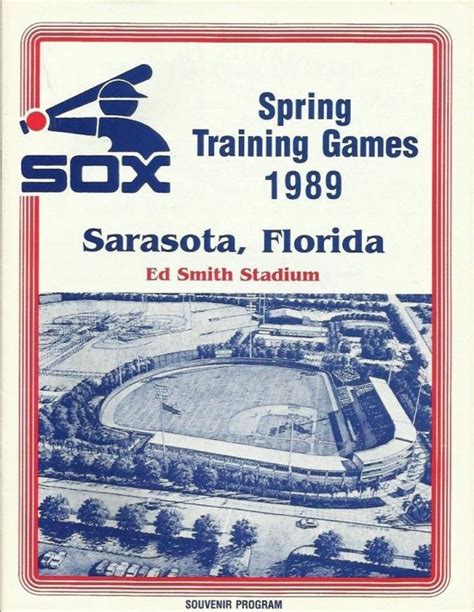 SOX
Spring
Training Games
1989
Sarasota, Florida
Ed Smith Stadium
SOUVENIR PROGRAM